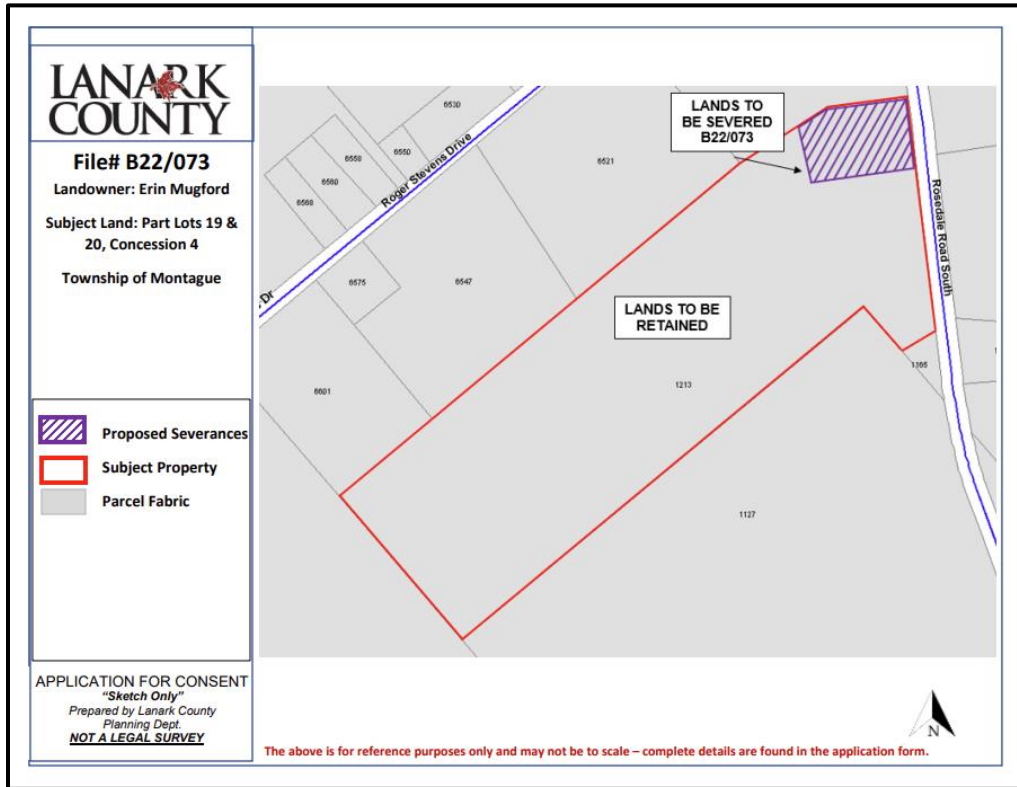 LANARK
COUNTY
File# B22/073
Landowner: Erin Mugford
Subject Land: Part Lots 19 &
20, Concession 4
Township of Montague
Proposed Severances
Subject Property
Parcel Fabric
APPLICATION FOR CONSENT
“Sketch Only”
Prepared by Lanark County
Planning Dept.
NOT A LEGAL SURVEY
6530
6550
6558
6560
6568
Roger Stevens Drive
6521
LANDS TO
BE SEVERED
B22/073
Rosedale Road South
6575
6547
Dr
LANDS TO BE
RETAINED
6601
1213
1165
1127
N
The above is for reference purposes only and may not be to scale – complete details are found in the application form.